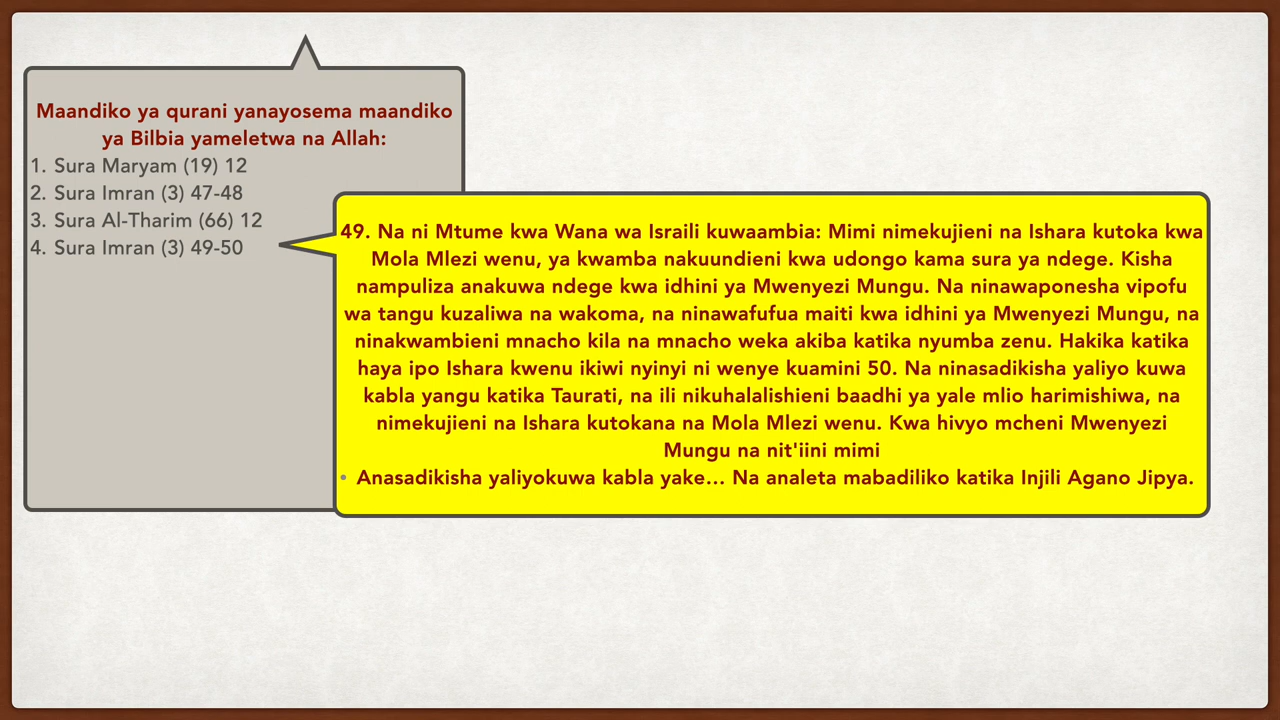 Maandiko ya qurani yanayosema maandiko
ya Bilbia yameletwa na Allah:
1. Sura Maryam (19) 12
2. Sura Imran (3) 47-48
3. Sura Al-Tharim (66) 12
4. Sura Imran (3) 49-50
49. Na ni Mtume kwa Wana wa Israili kuwaambia: Mimi nimekujieni na Ishara kutoka kwa
Mola Mlezi wenu, ya kwamba nakuundieni kwa udongo kama sura ya ndege. Kisha
nampuliza anakuwa ndege kwa idhini ya Mwenyezi Mungu. Na ninawaponesha vipofu
wa tangu kuzaliwa na wakoma, na ninawafufua maiti kwa idhini ya Mwenyezi Mungu, na
ninakwambieni mnacho kila na mnacho weka akiba katika nyumba zenu. Hakika katika
haya ipo Ishara kwenu ikiwi nyinyi ni wenye kuamini 50. Na ninasadikisha yaliyo kuwa
kabla yangu katika Taurati, na ili nikuhalalishieni baadhi ya yale mlio harimishiwa, na
nimekujieni na Ishara kutokana na Mola Mlezi wenu. Kwa hivyo mcheni Mwenyezi
Mungu na nit'iini mimi
• Anasadikisha yaliyokuwa kabla yake… Na analeta mabadiliko katika Injili Agano Jipya.